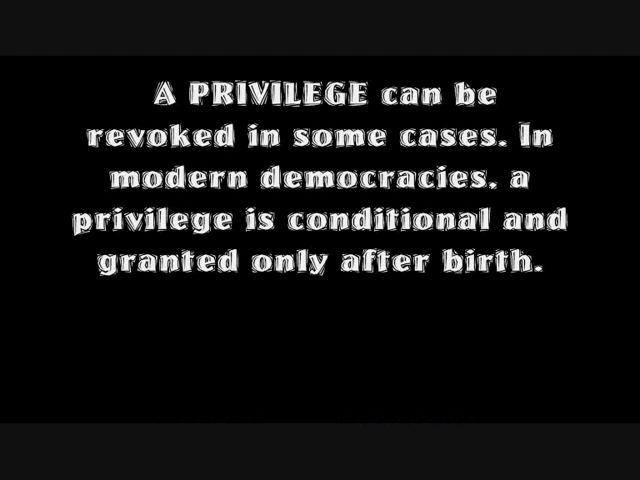 A PRIVILEGE can be
revoked in some cases. In
modern democracies, a
privilege is conditional and
granted only after birth.